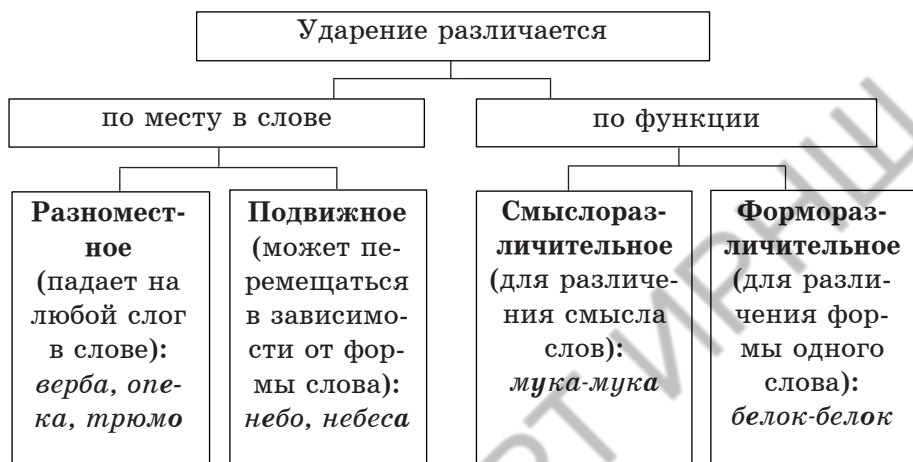 Ударение различается
по месту в слове
по функции
Разномест-
ное
(падает на
любой слог
в слове):
верба, опе-
ка, трюмо
Подвижное
(может пе-
ремещаться
в зависимо-
сти от фор-
мы слова):
небо, небеса
Смыслораз-
личительное
(для различе-
ния смысла
слов):
мука-мука
Формораз-
личительное
(для разли-
чения фор-
мы одного
слова):
белок-белок
РТ ИРНШ